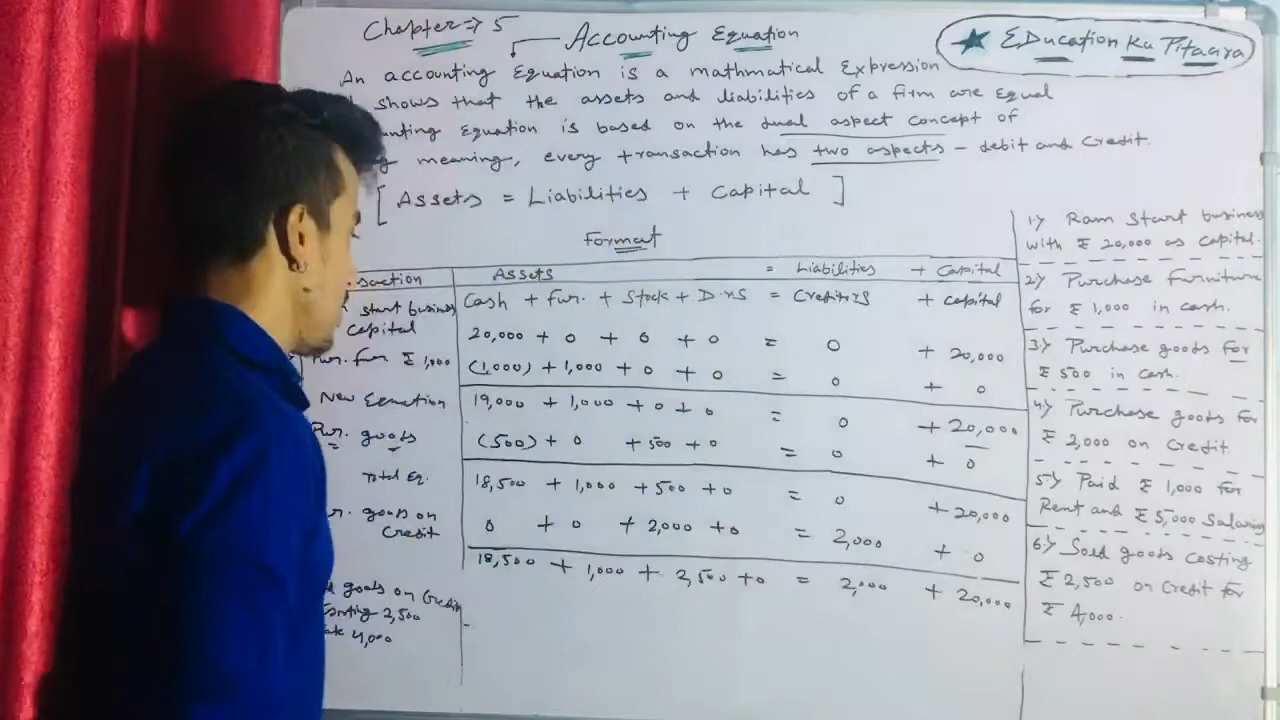 Chapter => 5
Accounting Equation
★ EDucation Ka Pitaara
An accounting Equation is a mathmatical Expression
shows that the assets and liabilities of a firm are Equal
unting Equation is based on the dual aspect concept of
g meaning, every transaction has two aspects - debit and Credit.
[ Assets = Liabilities + Capital ]
Format
saction Assets = Liabilities + Capital
start business Cash + Fur. + Stock + D.rs = Creditors + capital
capital 20,000 + 0 + 0 + 0 = 0 + 20,000
Pur. fur ₹ 1,000 (1,000) + 1,000 + 0 + 0 = 0 + 0
New Equation 19,000 + 1,000 + 0 + 0 = 0 + 20,000
Pur. goods (500) + 0 + 500 + 0 = 0 + 0
Total Eq. 18,500 + 1,000 + 500 + 0 = 0 + 20,000
r. goods on
Credit 0 + 0 + 2,000 + 0 = 2,000 + 0
18,500 + 1,000 + 2,500 + 0 = 2,000 + 20,000
d goods on Credit
Costing 2,500
4,000
1.) Ram Start business
with ₹ 20,000 as capital.
2.) Purchase Furniture
for ₹ 1,000 in cash.
3.) Purchase goods for
₹ 500 in cash.
4.) Purchase goods for
₹ 2,000 on Credit
5.) Paid ₹ 1,000 for
Rent and ₹ 5,000 Salaries
6.) Sold goods costing
₹ 2,500 on Credit for
₹ 4,000.